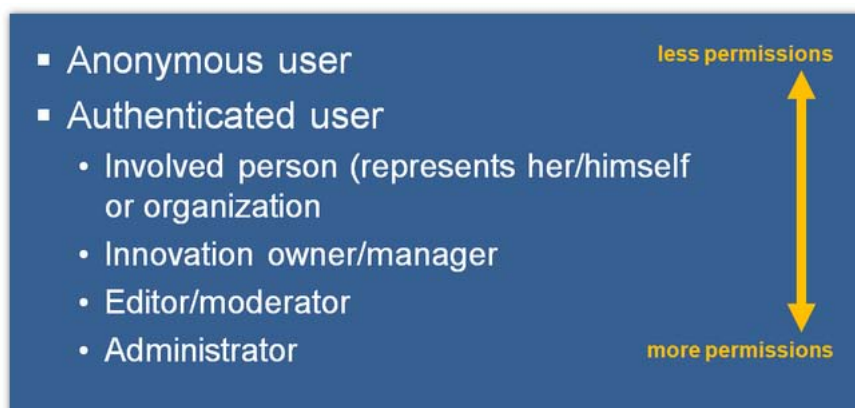 Anonymous user
less permissions
Authenticated user
Involved person (represents her/himself
or organization
Innovation owner/manager
Editor/moderator
Administrator
more permissions